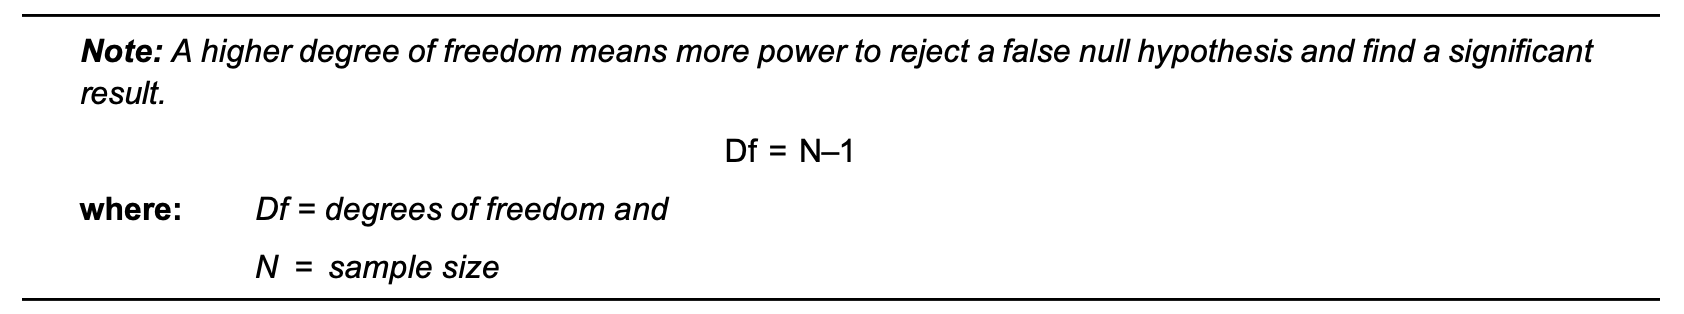 Note: A higher degree of freedom means more power to reject a false null hypothesis and find a significant
result.
Df = N–1
where: Df = degrees of freedom and
N = sample size